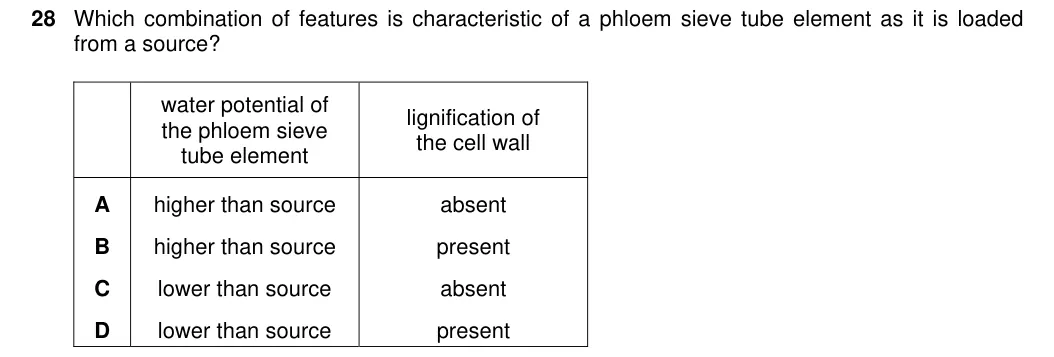 28 Which combination of features is characteristic of a phloem sieve tube element as it is loaded
from a source?
water potential of
the phloem sieve
tube element
lignification of
the cell wall
A higher than source absent
B higher than source present
C lower than source absent
D lower than source present